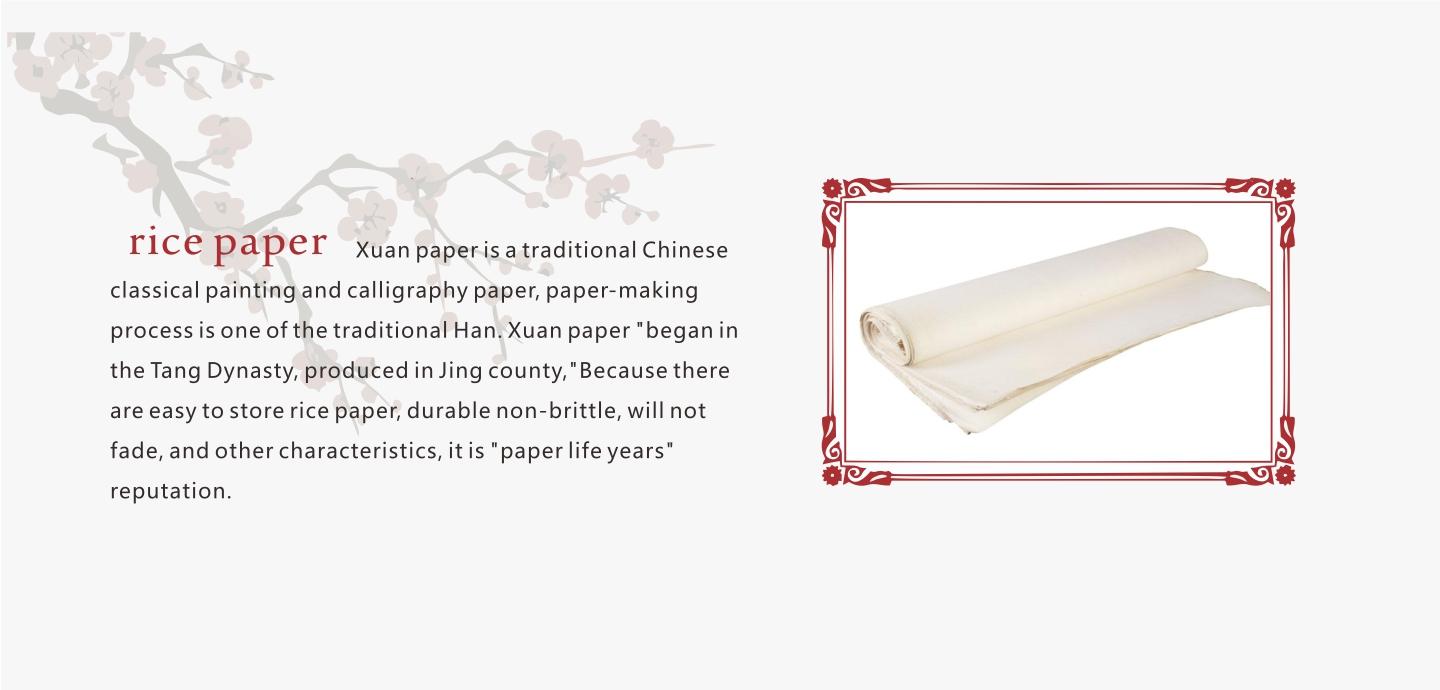 rice paper Xuan paper is a traditional Chinese
classical painting and calligraphy paper, paper-making
process is one of the traditional Han. Xuan paper "began in
the Tang Dynasty, produced in Jing county,"Because there
are easy to store rice paper, durable non-brittle, will not
fade, and other characteristics, it is "paper life years"
reputation.